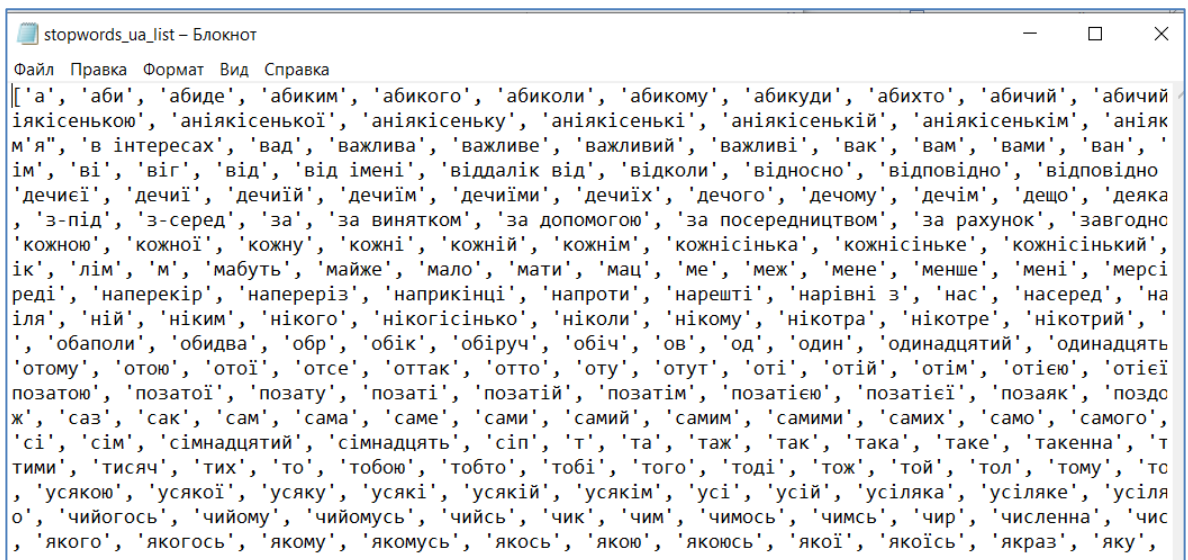 stopwords_ua_list – Блокнот
Файл Правка Формат Вид Справка
['а', 'аби', 'абиде', 'абиким', 'абикого', 'абиколи', 'абикому', 'абикуди', 'абихто', 'абичий', 'абичий
іякісенькою', 'аніякісенької', 'аніякісеньку', 'аніякісенькі', 'аніякісенькій', 'аніякісенькім', 'аніяк
м'я", 'в інтересах', 'вад', 'важлива', 'важливе', 'важливий', 'важливі', 'вак', 'вам', 'вами', 'ван', '
ім', 'ві', 'віг', 'від', 'від імені', 'віддалік від', 'відколи', 'відносно', 'відповідно', 'відповідно
'дечиєї', 'дечиї', 'дечиїй', 'дечиїм', 'дечиїми', 'дечиїх', 'дечого', 'дечому', 'дечім', 'дещо', 'деяка
, 'з-під', 'з-серед', 'за', 'за винятком', 'за допомогою', 'за посередництвом', 'за рахунок', 'завгодно
'кожною', 'кожної', 'кожну', 'кожні', 'кожній', 'кожнім', 'кожнісінька', 'кожнісіньке', 'кожнісінький',
ік', 'лім', 'м', 'мабуть', 'майже', 'мало', 'мати', 'мац', 'ме', 'меж', 'мене', 'менше', 'мені', 'мерсі
реді', 'наперекір', 'напереріз', 'наприкінці', 'напроти', 'нарешті', 'нарівні з', 'нас', 'насеред', 'на
іля', 'ній', 'ніким', 'нікого', 'нікогісінько', 'ніколи', 'нікому', 'нікотра', 'нікотре', 'нікотрий', '
', 'обаполи', 'обидва', 'обр', 'обік', 'обіруч', 'обіч', 'ов', 'од', 'один', 'одинадцятий', 'одинадцять
'отому', 'отою', 'отої', 'отсе', 'оттак', 'отто', 'оту', 'отут', 'оті', 'отій', 'отім', 'отією', 'отієї
позатою', 'позатої', 'позату', 'позаті', 'позатій', 'позатім', 'позатією', 'позатієї', 'позаяк', 'поздо
ж', 'саз', 'сак', 'сам', 'сама', 'саме', 'сами', 'самий', 'самим', 'самими', 'самих', 'само', 'самого',
'сі', 'сім', 'сімнадцятий', 'сімнадцять', 'сіп', 'т', 'та', 'таж', 'так', 'така', 'таке', 'такенна', 'т
тими', 'тисяч', 'тих', 'то', 'тобою', 'тобто', 'тобі', 'того', 'тоді', 'тож', 'той', 'тол', 'тому', 'то
, 'усякою', 'усякої', 'усяку', 'усякі', 'усякій', 'усякім', 'усі', 'усій', 'усіляка', 'усіляке', 'усіля
о', 'чийогось', 'чийому', 'чийомусь', 'чийсь', 'чик', 'чим', 'чимось', 'чимсь', 'чир', 'численна', 'чис
, 'якого', 'якогось', 'якому', 'якомусь', 'якось', 'якою', 'якоюсь', 'якої', 'якоїсь', 'якраз', 'яку',